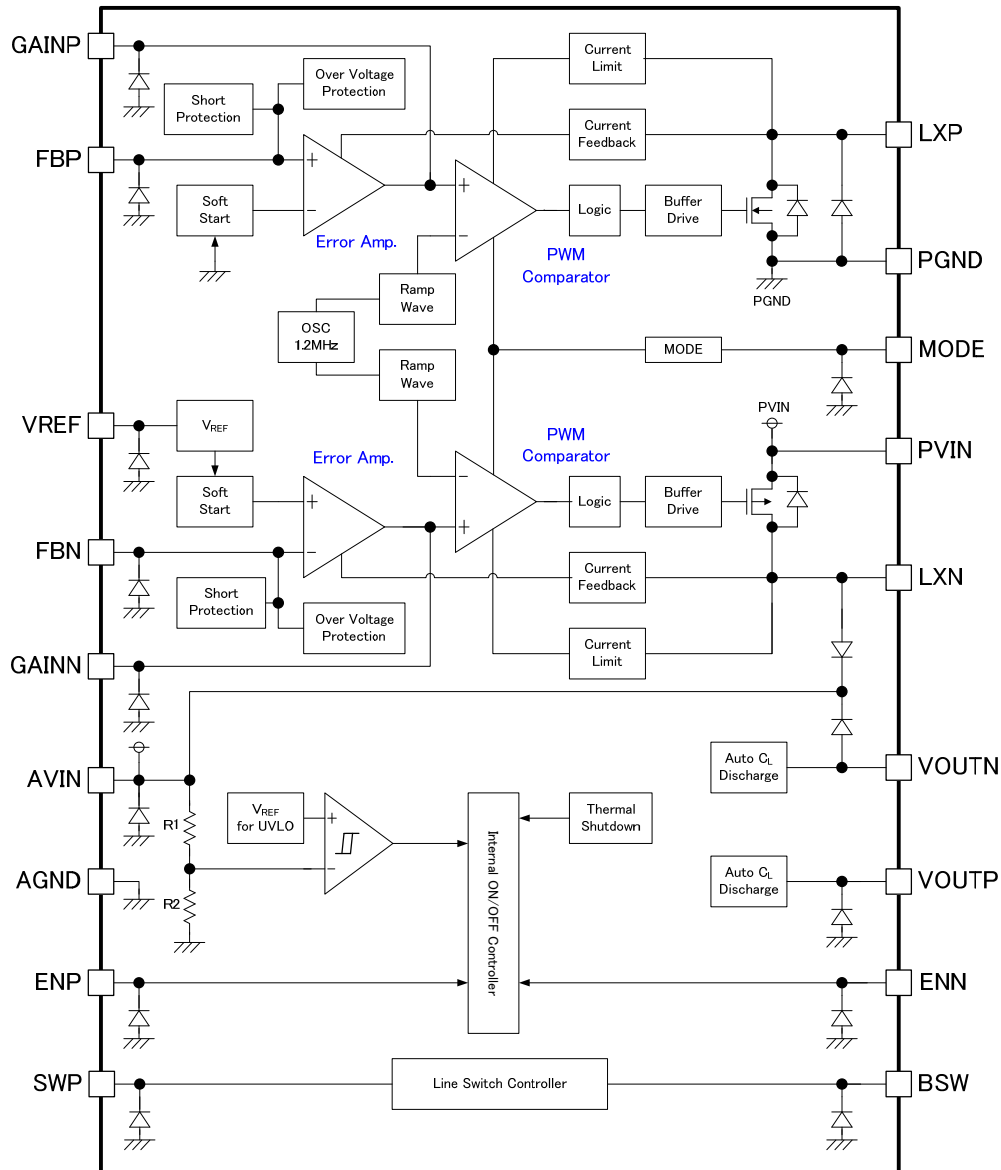 GAINP
Current
Limit
Over Voltage
Protection
Short
Protection
Current
Feedback
LXP
FBP
+
+
Soft
Start
Logic
Buffer
Drive
−
−
Error Amp.
PWM
Comparator
PGND
PGND
Ramp
Wave
OSC
1.2MHz
MODE
MODE
Ramp
Wave
PVIN
VREF
VREF
Error Amp.
PWM
Comparator
PVIN
−
Soft
Start
+
Logic
Buffer
Drive
+
FBN
−
Current
Feedback
LXN
Short
Protection
Over Voltage
Protection
Current
Limit
GAINN
AVIN
Auto CL
Discharge
VOUTN
R1
VREF
for UVLO
+
Thermal
Shutdown
Internal ON/OFF Controller
−
AGND
R2
Auto CL
Discharge
VOUTP
ENP
ENN
SWP
Line Switch Controller
BSW